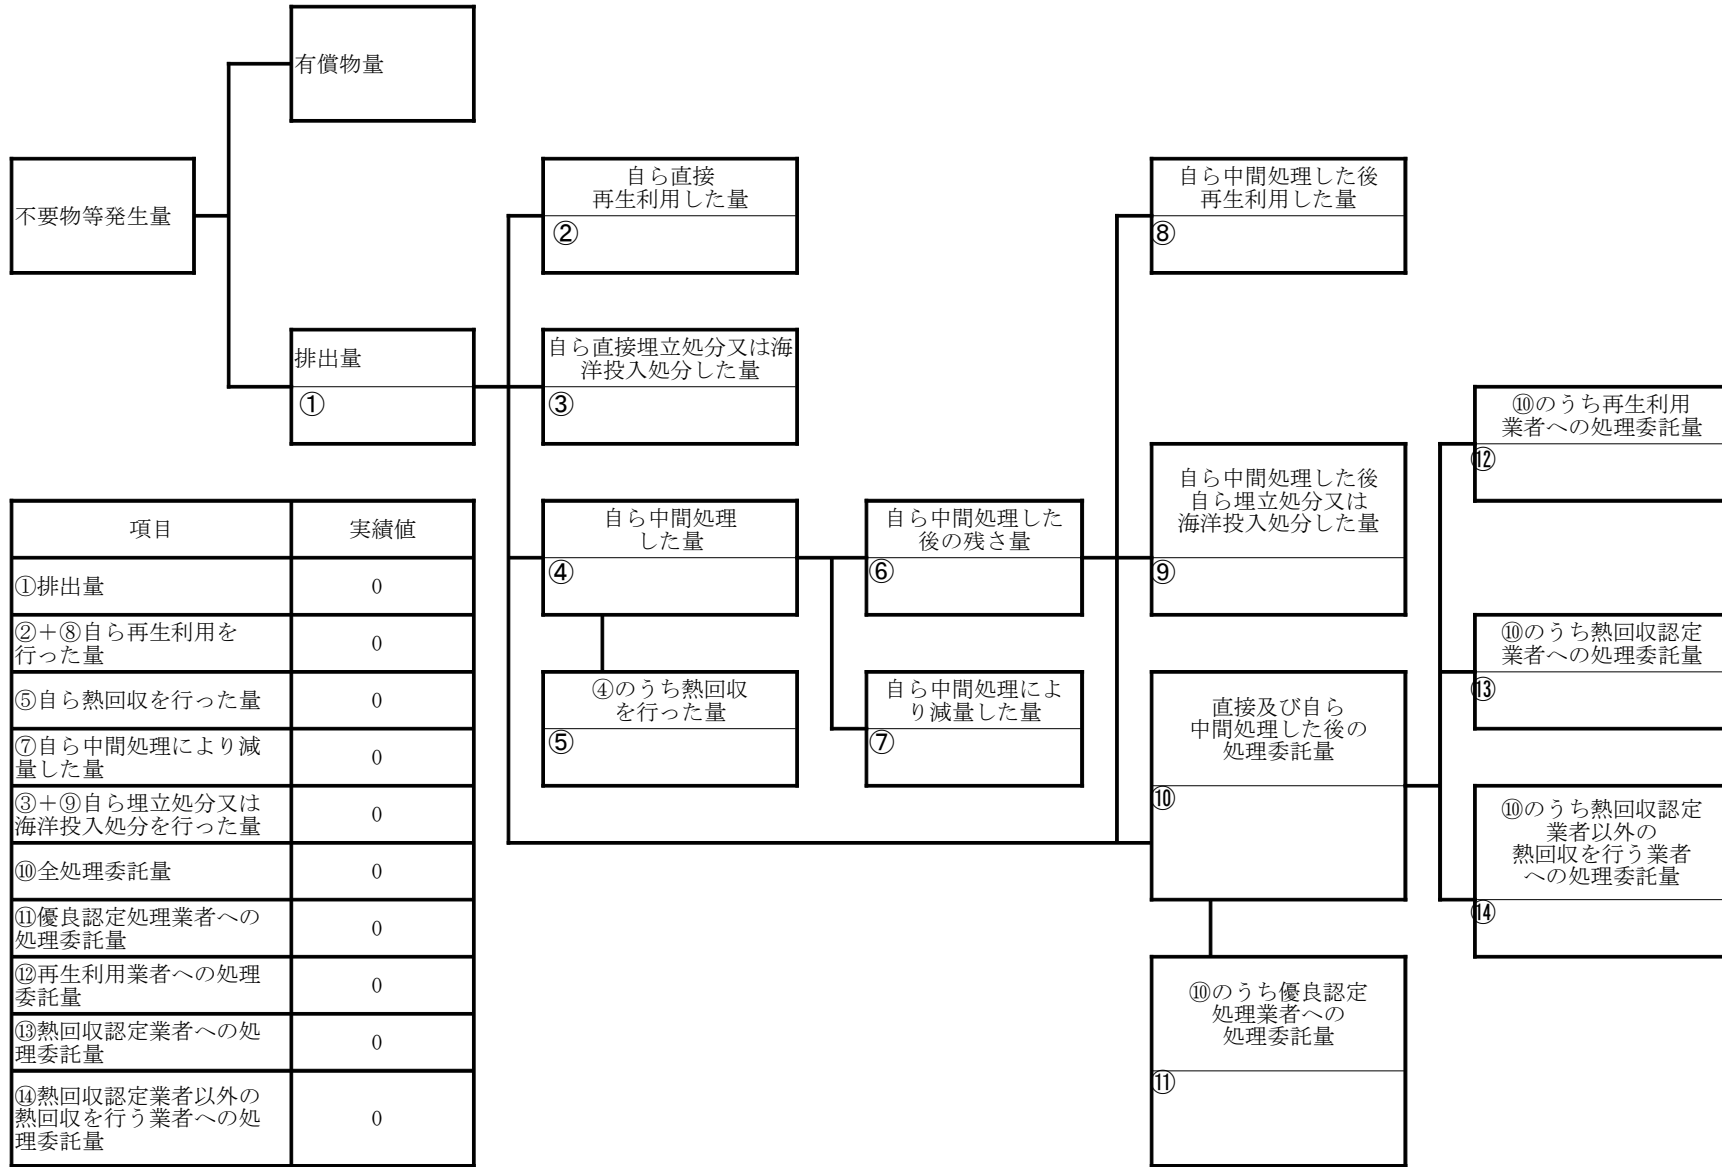 有償物量
不要物等発生量
自ら直接
再生利用した量
②
自ら中間処理した後
再生利用した量
⑧
排出量
①
自ら直接埋立処分又は海
洋投入処分した量
③
⑩のうち再生利用
業者への処理委託量
⑫
自ら中間処理
した量
④
自ら中間処理した
後の残さ量
⑥
自ら中間処理した後
自ら埋立処分又は
海洋投入処分した量
⑨
④のうち熱回収
を行った量
⑤
自ら中間処理によ
り減量した量
⑦
直接及び自ら
中間処理した後の
処理委託量
⑩
⑩のうち熱回収認定
業者への処理委託量
⑬
⑩のうち熱回収認定
業者以外の
熱回収を行う業者
への処理委託量
⑭
⑩のうち優良認定
処理業者への
処理委託量
⑪
項目 実績値
①排出量 0
②＋⑧自ら再生利用を
行った量 0
⑤自ら熱回収を行った量 0
⑦自ら中間処理により減
量した量 0
③＋⑨自ら埋立処分又は
海洋投入処分を行った量 0
⑩全処理委託量 0
⑪優良認定処理業者への
処理委託量 0
⑫再生利用業者への処理
委託量 0
⑬熱回収認定業者への処
理委託量 0
⑭熱回収認定業者以外の
熱回収を行う業者への処 0
理委託量